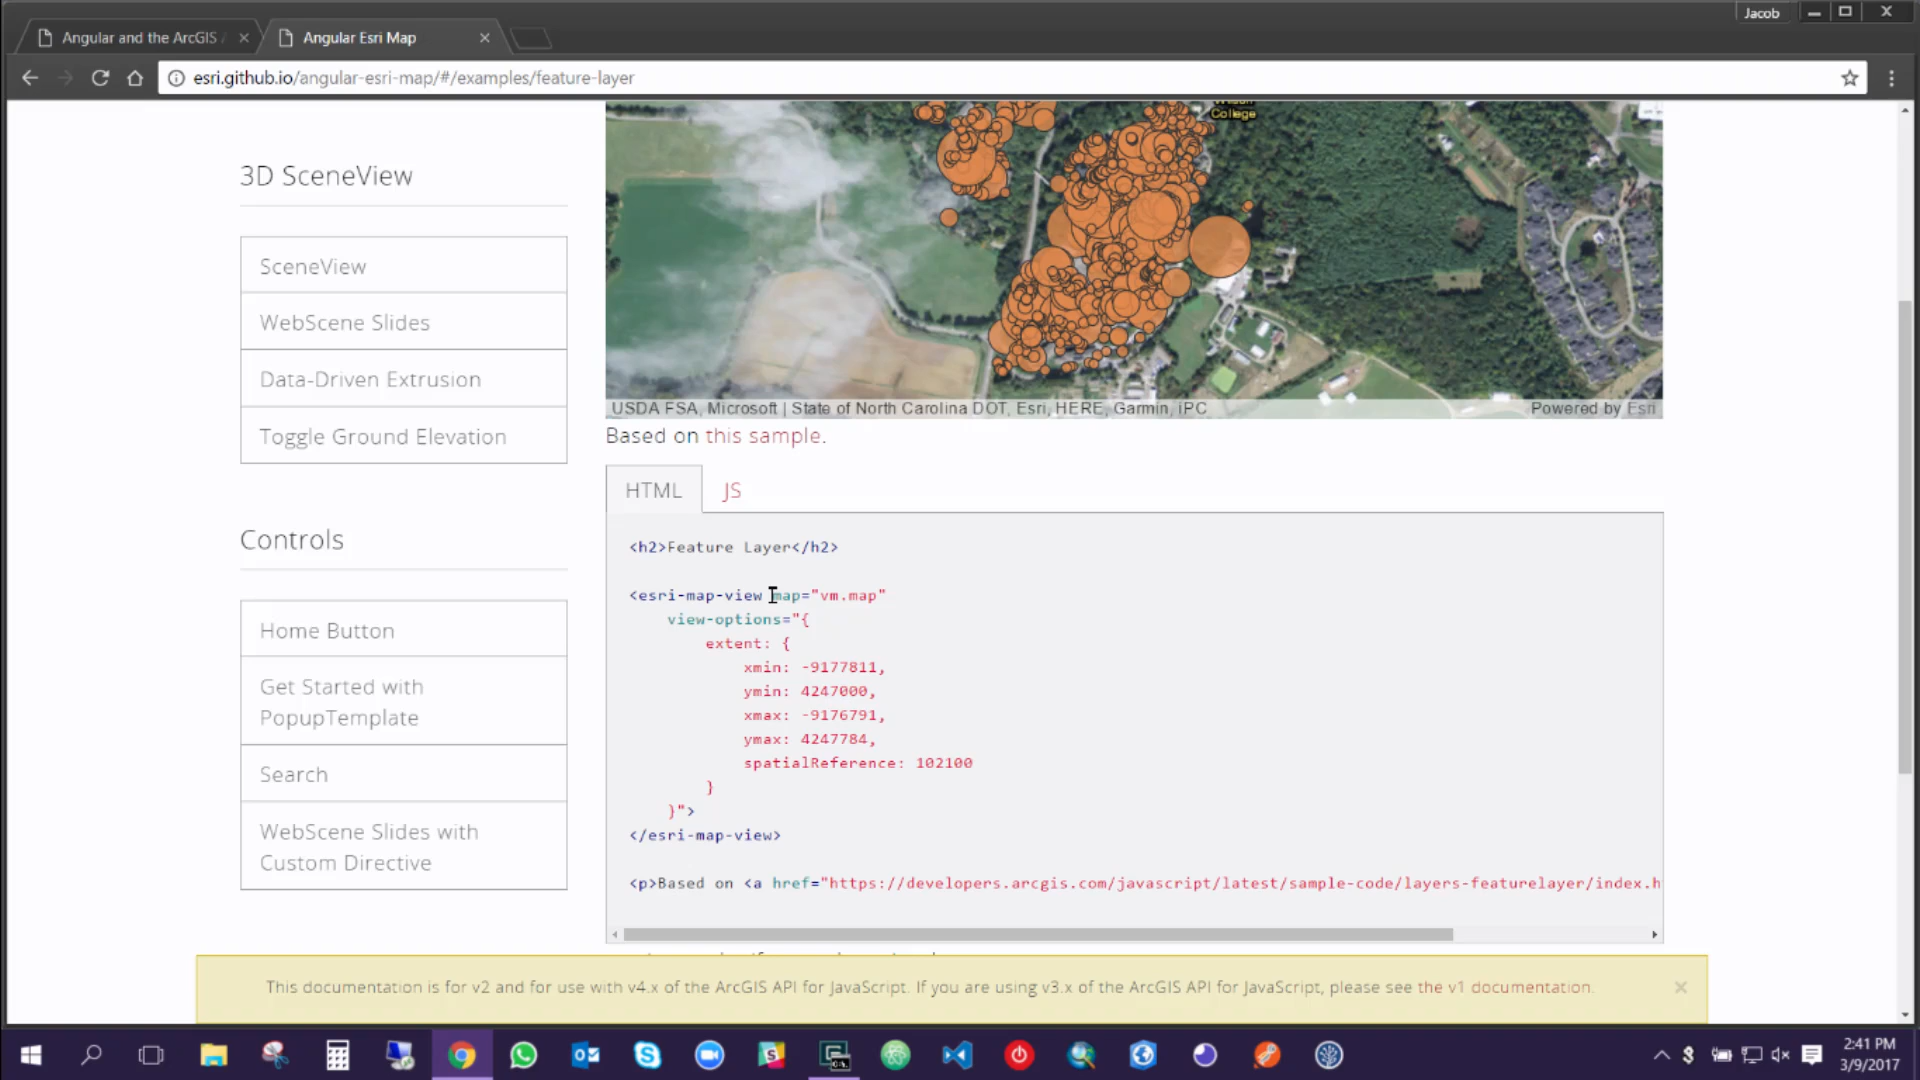 Jacob
Angular and the ArcGIS
Angular Esri Map
esri.github.io/angular-esri-map/#/examples/feature-layer
3D SceneView
SceneView
WebScene Slides
Data-Driven Extrusion
Toggle Ground Elevation
Controls
Home Button
Get Started with
PopupTemplate
Search
WebScene Slides with
Custom Directive
College
USDA FSA, Microsoft | State of North Carolina DOT, Esri, HERE, Garmin, iPC
Powered by Esri
Based on this sample.
HTML JS
<h2>Feature Layer</h2>
<esri-map-view map="vm.map"
view-options="{
extent: {
xmin: -9177811,
ymin: 4247000,
xmax: -9176791,
ymax: 4247784,
spatialReference: 102100
}
}">
</esri-map-view>
<p>Based on <a href="https://developers.arcgis.com/javascript/latest/sample-code/layers-featurelayer/index.h
This documentation is for v2 and for use with v4.x of the ArcGIS API for JavaScript. If you are using v3.x of the ArcGIS API for JavaScript, please see the v1 documentation.
2:41 PM
3/9/2017